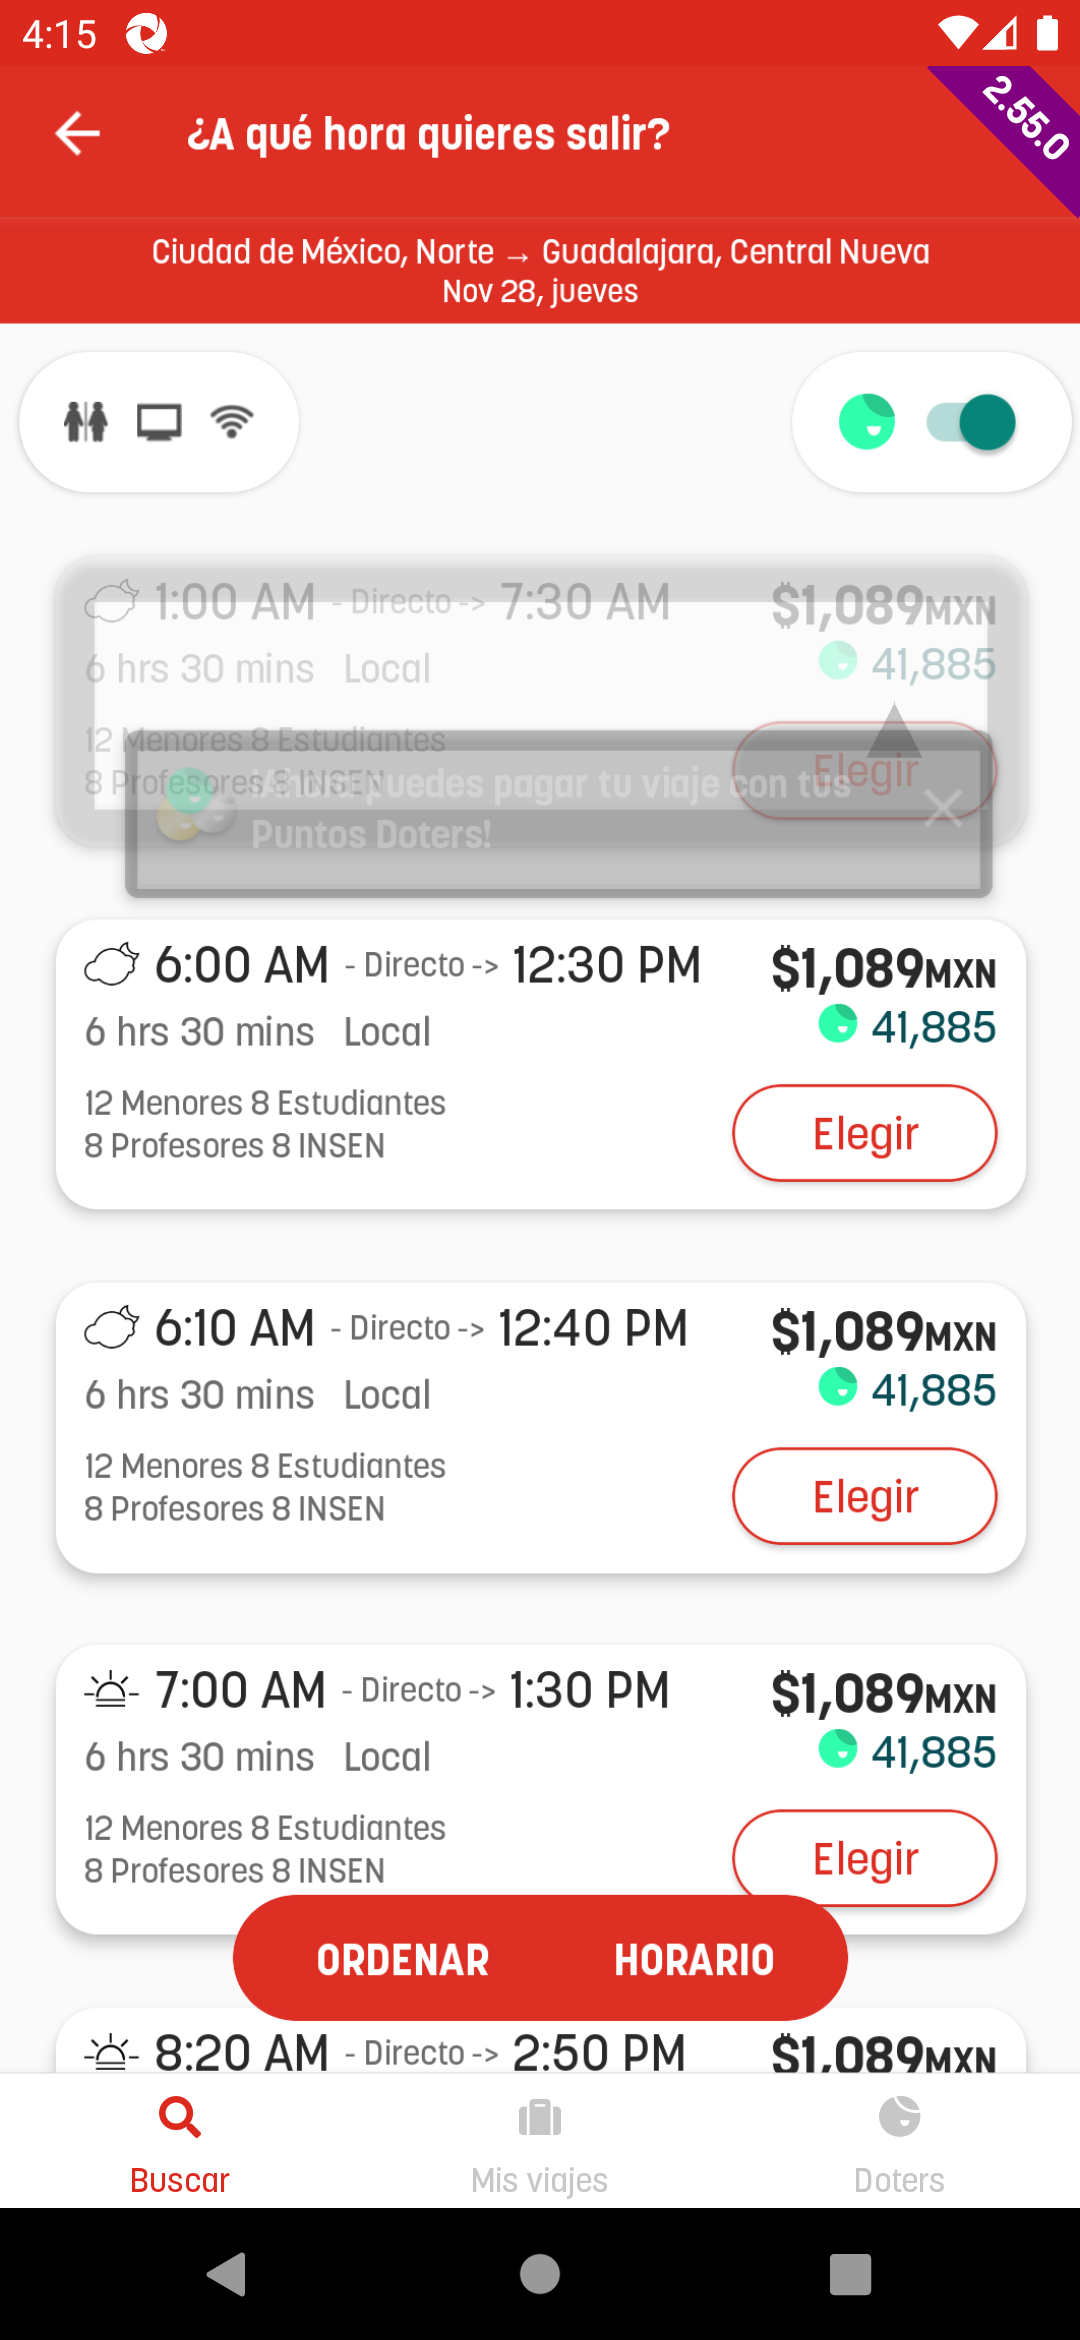 4:15
2.55.0
¿A qué hora quieres salir?
Ciudad de México, Norte → Guadalajara, Central Nueva
Nov 28, jueves
1:00 AM - Directo -> 7:30 AM $1,089MXN
6 hrs 30 mins Local 41,885
12 Menores 8 Estudiantes
8 Profesores 8 INSEN
Elegir
¡Ahora puedes pagar tu viaje con tus
Puntos Doters!
6:00 AM - Directo -> 12:30 PM $1,089MXN
6 hrs 30 mins Local 41,885
12 Menores 8 Estudiantes
8 Profesores 8 INSEN
Elegir
6:10 AM - Directo -> 12:40 PM $1,089MXN
6 hrs 30 mins Local 41,885
12 Menores 8 Estudiantes
8 Profesores 8 INSEN
Elegir
7:00 AM - Directo -> 1:30 PM $1,089MXN
6 hrs 30 mins Local 41,885
12 Menores 8 Estudiantes
8 Profesores 8 INSEN
Elegir
ORDENAR HORARIO
8:20 AM - Directo -> 2:50 PM $1,089MXN
Buscar Mis viajes Doters